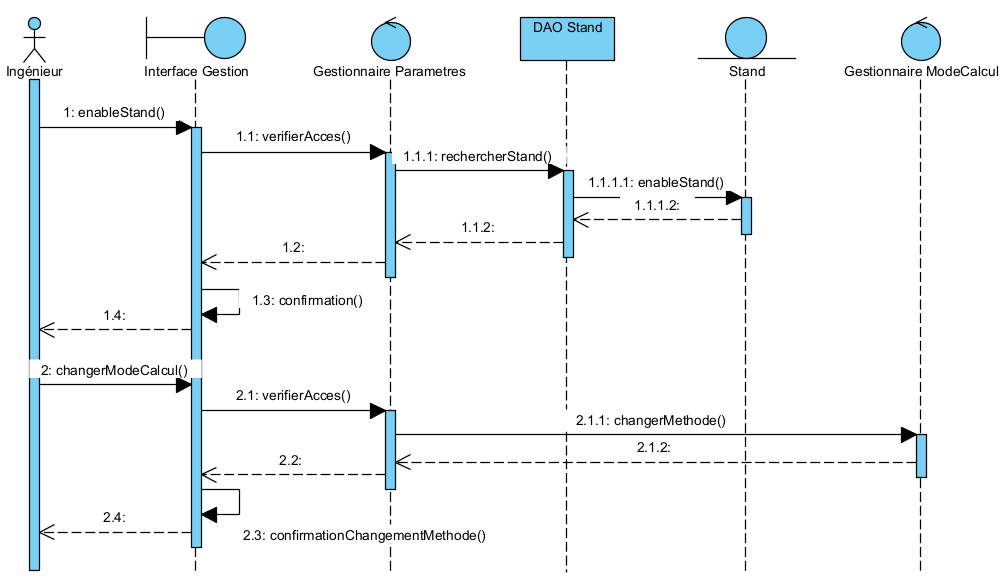 DAO Stand
Ingénieur
Interface Gestion
Gestionnaire Parametres
Stand
Gestionnaire ModeCalcul
1: enableStand()
1.1: verifierAcces()
1.1.1: rechercherStand()
1.1.1.1: enableStand()
1.1.1.2:
1.1.2:
1.2:
1.3: confirmation()
1.4:
2: changerModeCalcul()
2.1: verifierAcces()
2.1.1: changerMethode()
2.1.2:
2.2:
2.4:
2.3: confirmationChangementMethode()